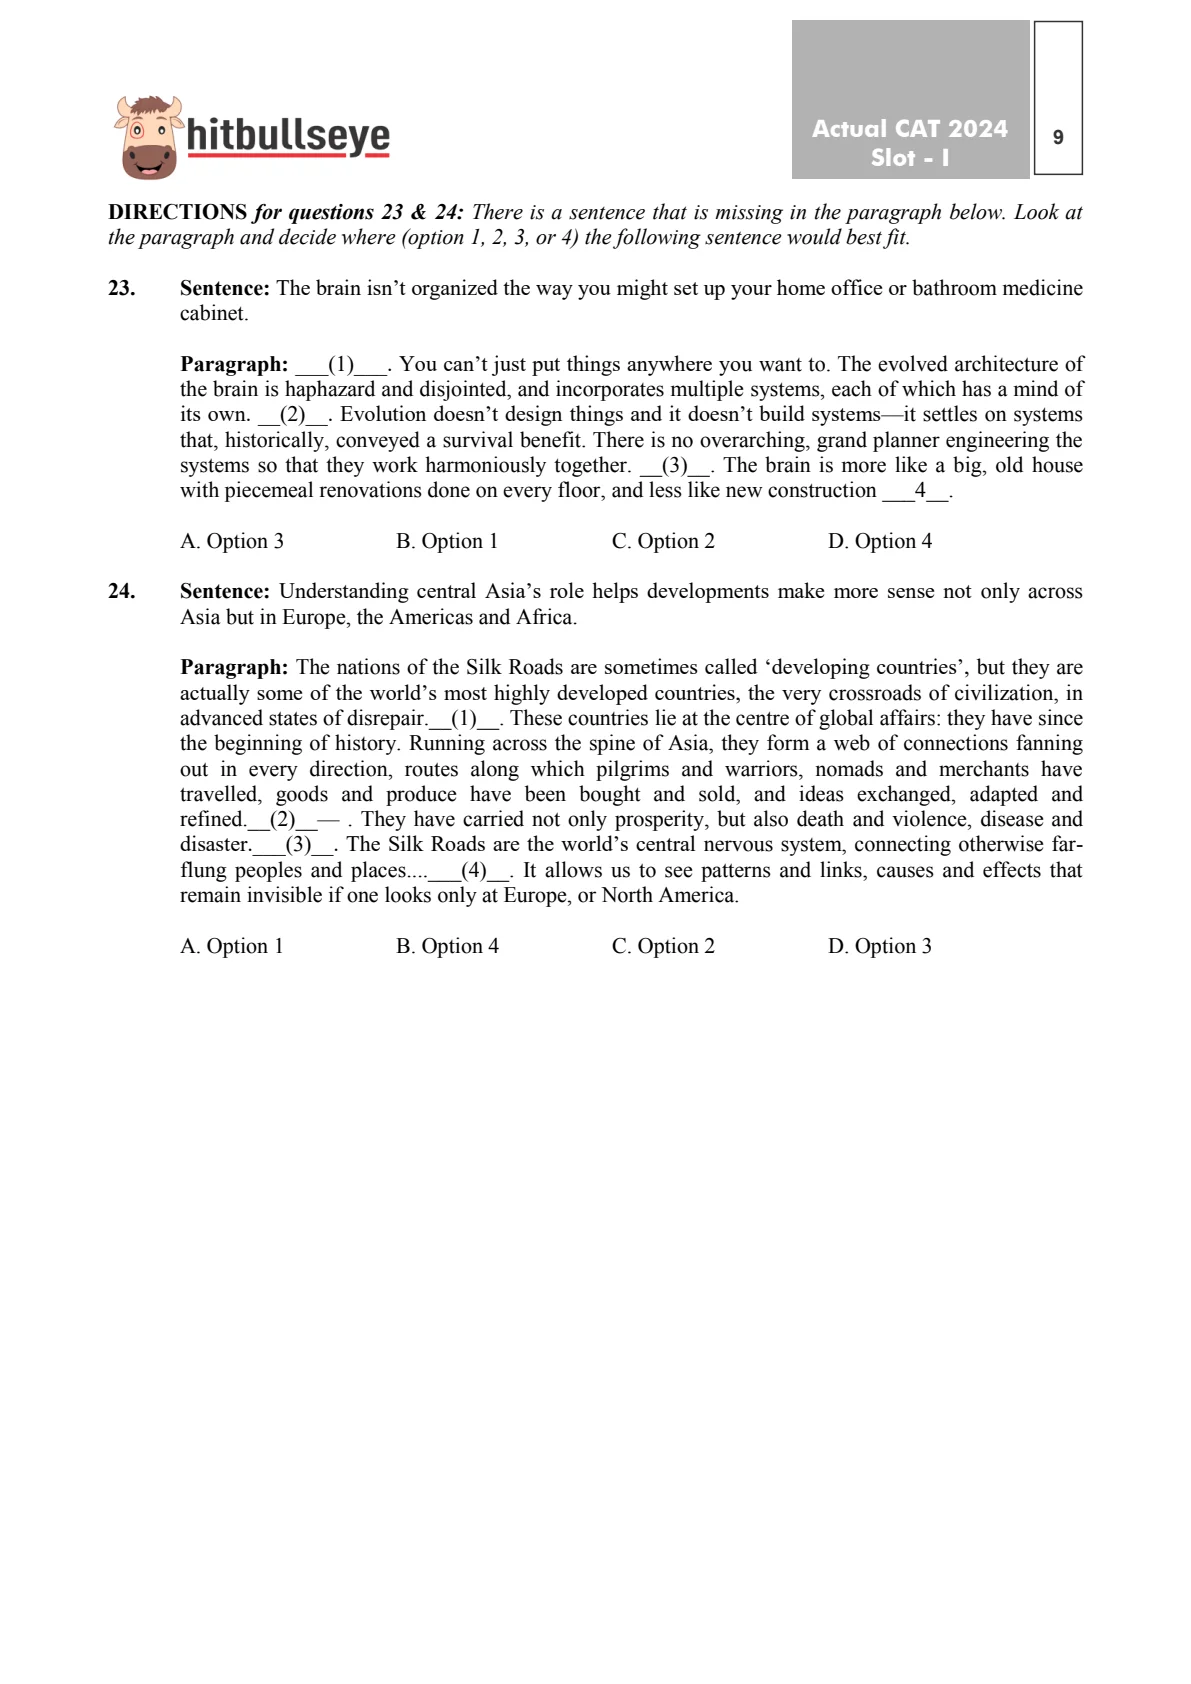 hitbullseye
Actual CAT 2024
Slot - I
9
DIRECTIONS for questions 23 & 24: There is a sentence that is missing in the paragraph below. Look at
the paragraph and decide where (option 1, 2, 3, or 4) the following sentence would best fit.
23. Sentence: The brain isn’t organized the way you might set up your home office or bathroom medicine
cabinet.
Paragraph: ___(1)___. You can’t just put things anywhere you want to. The evolved architecture of
the brain is haphazard and disjointed, and incorporates multiple systems, each of which has a mind of
its own. __(2)__. Evolution doesn’t design things and it doesn’t build systems—it settles on systems
that, historically, conveyed a survival benefit. There is no overarching, grand planner engineering the
systems so that they work harmoniously together. __(3)__. The brain is more like a big, old house
with piecemeal renovations done on every floor, and less like new construction ___4__.
A. Option 3 B. Option 1 C. Option 2 D. Option 4
24. Sentence: Understanding central Asia’s role helps developments make more sense not only across
Asia but in Europe, the Americas and Africa.
Paragraph: The nations of the Silk Roads are sometimes called ‘developing countries’, but they are
actually some of the world’s most highly developed countries, the very crossroads of civilization, in
advanced states of disrepair.__(1)__. These countries lie at the centre of global affairs: they have since
the beginning of history. Running across the spine of Asia, they form a web of connections fanning
out in every direction, routes along which pilgrims and warriors, nomads and merchants have
travelled, goods and produce have been bought and sold, and ideas exchanged, adapted and
refined.__(2)__— . They have carried not only prosperity, but also death and violence, disease and
disaster.___(3)__. The Silk Roads are the world’s central nervous system, connecting otherwise far-
flung peoples and places....___(4)__. It allows us to see patterns and links, causes and effects that
remain invisible if one looks only at Europe, or North America.
A. Option 1 B. Option 4 C. Option 2 D. Option 3